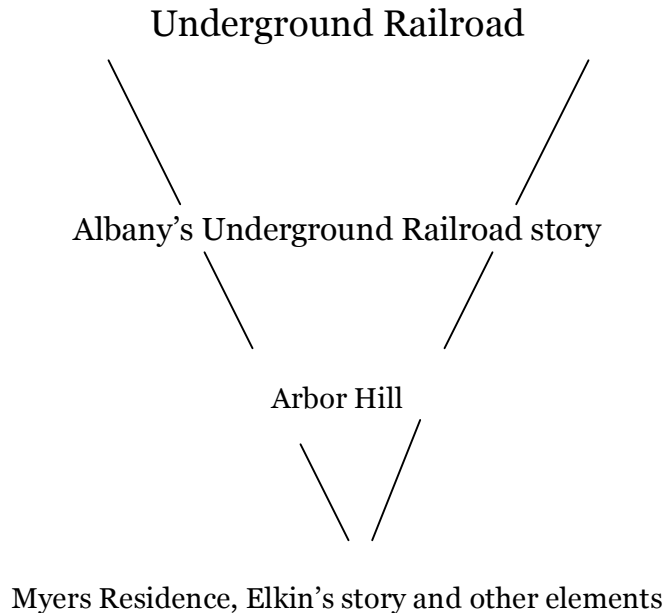 Underground Railroad
Albany’s Underground Railroad story
Arbor Hill
Myers Residence, Elkin’s story and other elements